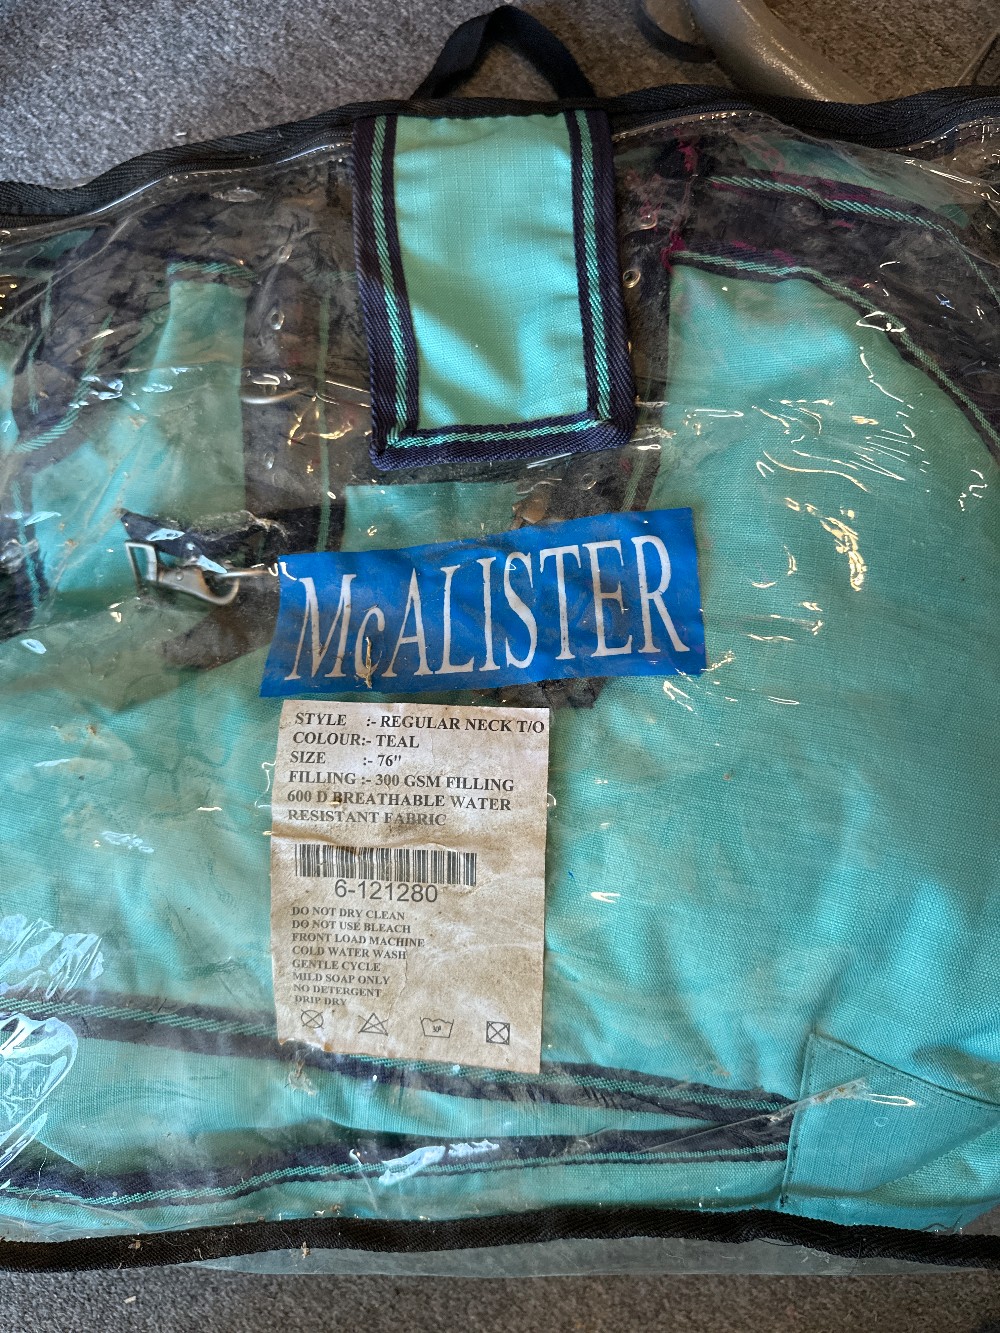 McALISTER
STYLE :- REGULAR NECK T/O
COLOUR:- TEAL
SIZE :- 76"
FILLING :- 300 GSM FILLING
600 D BREATHABLE WATER
RESISTANT FABRIC
6-121280
DO NOT DRY CLEAN
DO NOT USE BLEACH
FRONT LOAD MACHINE
COLD WATER WASH
GENTLE CYCLE
MILD SOAP ONLY
NO DETERGENT
DRIP DRY